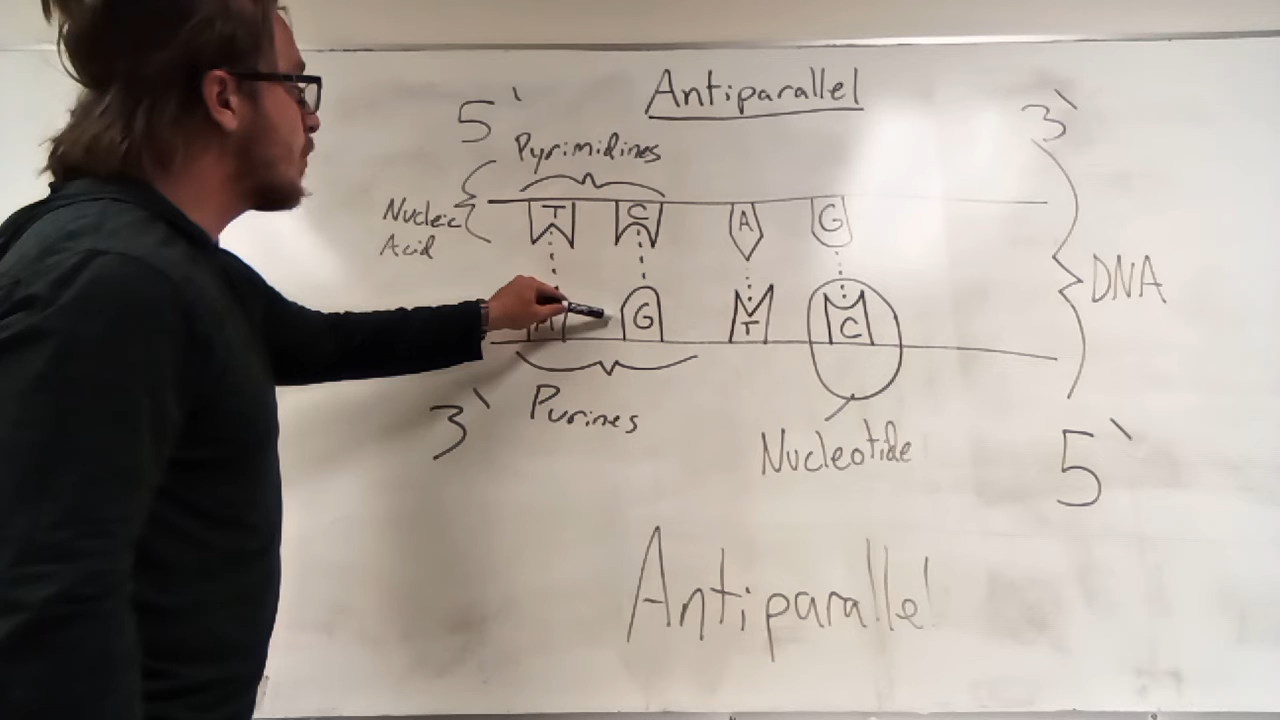 Antiparallel
5` 3`
Pyrimidines
Nucleic
Acid
T C A G
DNA
A G T C
3` Purines
Nucleotide
5`
Antiparallel